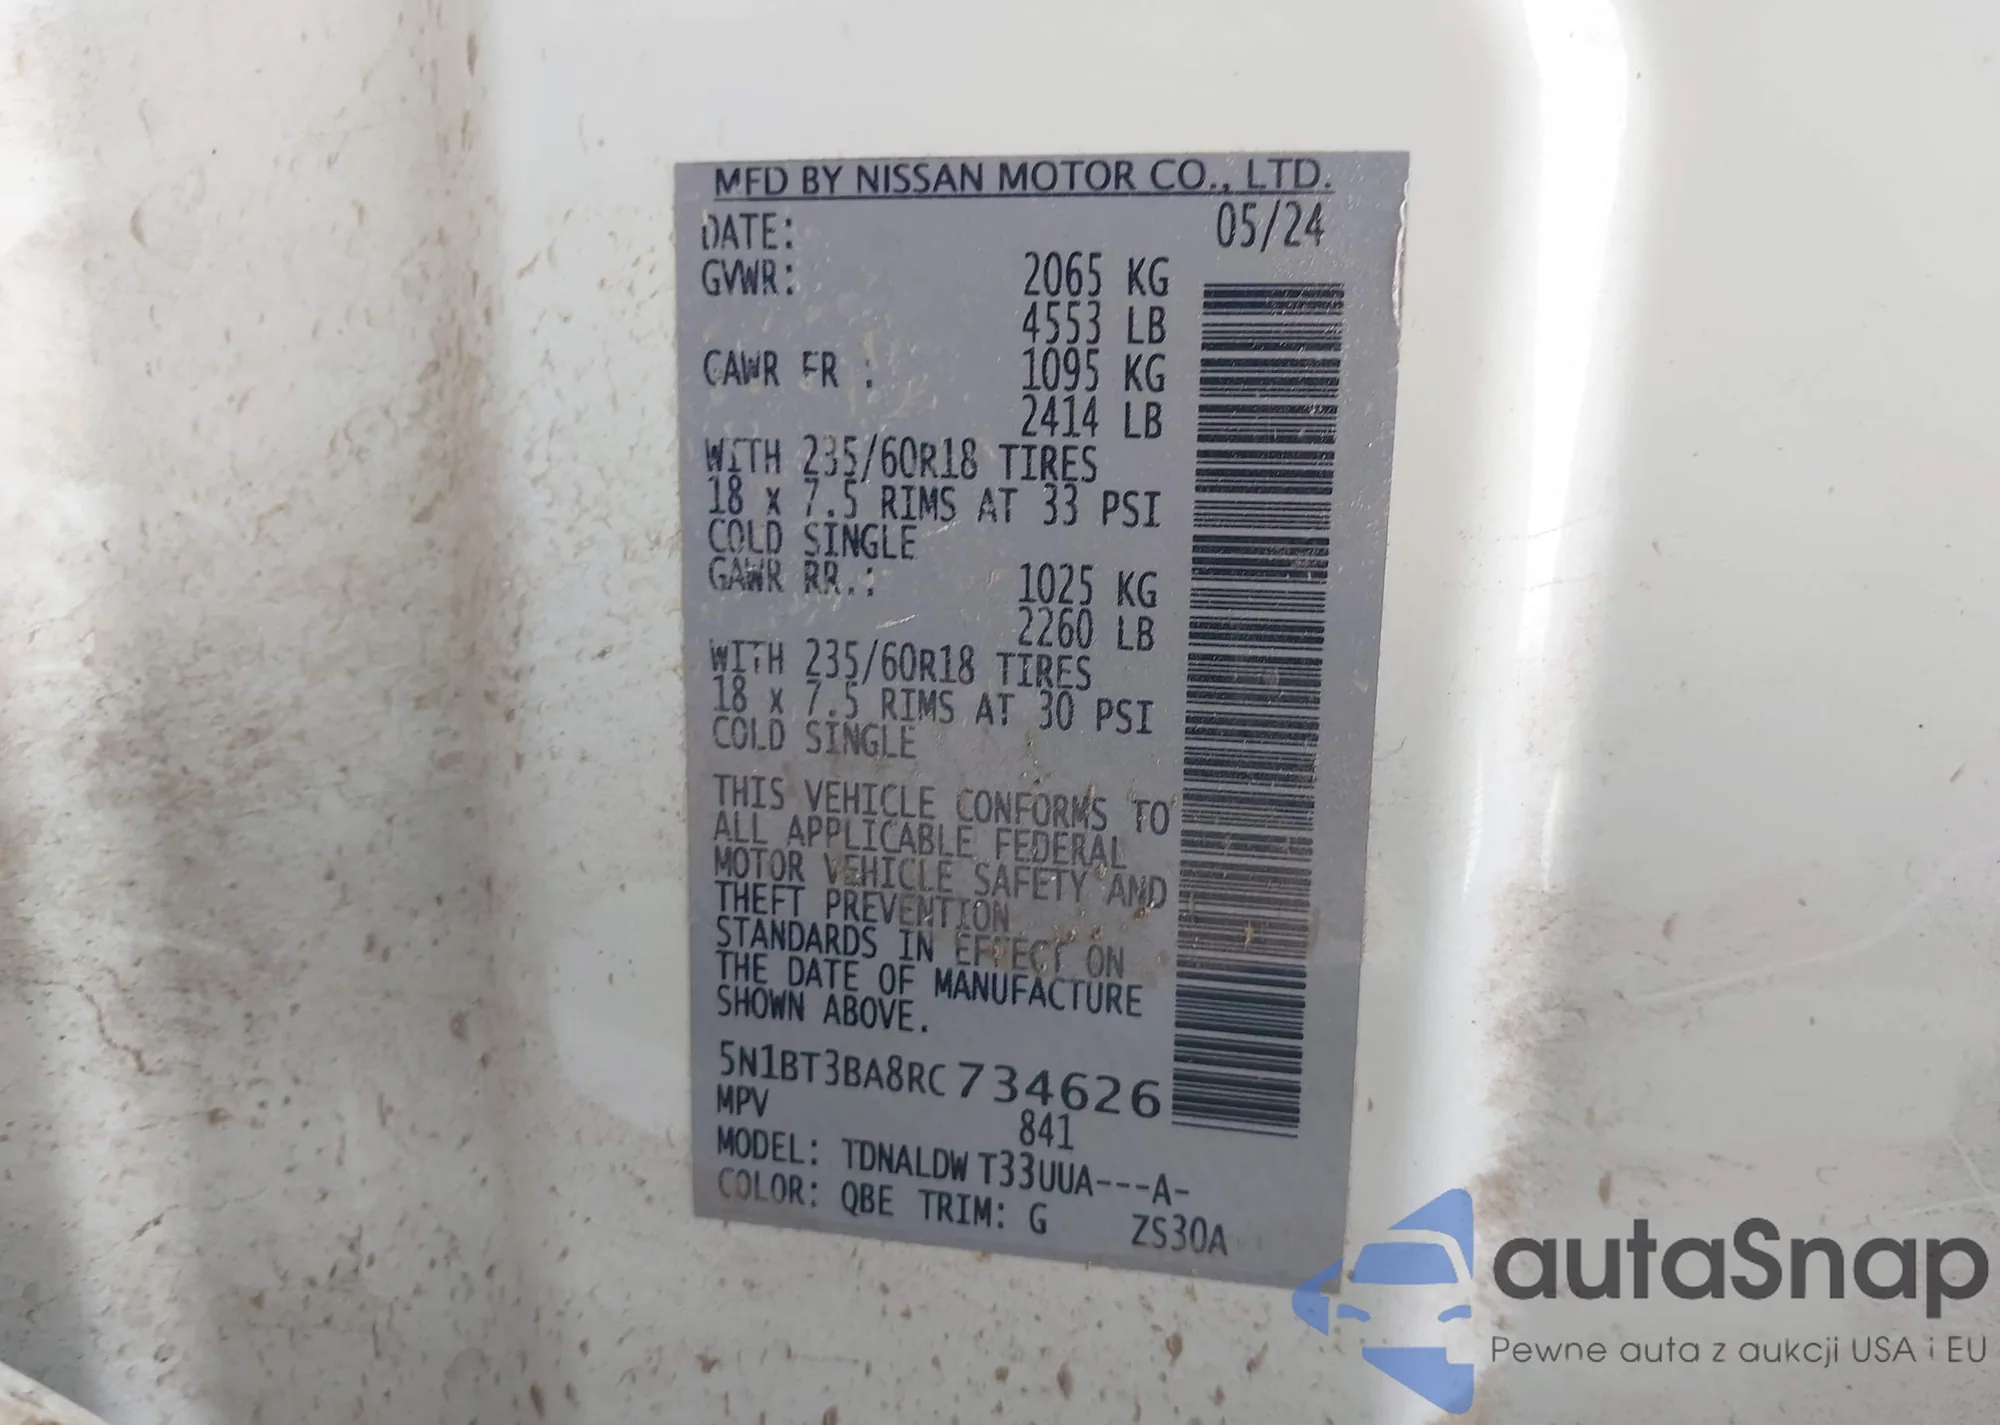 MFD BY NISSAN MOTOR CO., LTD.
DATE: 05/24
GVWR: 2065 KG
4553 LB
GAWR FR : 1095 KG
2414 LB
WITH 235/60R18 TIRES
18 x 7.5 RIMS AT 33 PSI
COLD SINGLE
GAWR RR.: 1025 KG
2260 LB
WITH 235/60R18 TIRES
18 x 7.5 RIMS AT 30 PSI
COLD SINGLE
THIS VEHICLE CONFORMS TO
ALL APPLICABLE FEDERAL
MOTOR VEHICLE SAFETY AND
THEFT PREVENTION
STANDARDS IN EFFECT ON
THE DATE OF MANUFACTURE
SHOWN ABOVE.
5N1BT3BA8RC734626
MPV 841
MODEL: TDNALDW T33UUA---A-
COLOR: QBE TRIM: G ZS30A
autaSnap
Pewne auta z aukcji USA i EU